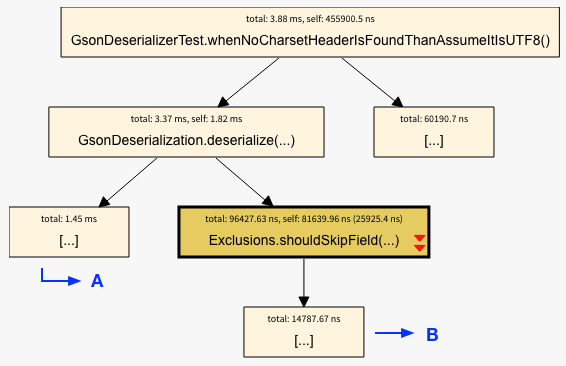 total: 3.88 ms, self: 455900.5 ns
GsonDeserializerTest.whenNoCharsetHeaderIsFoundThanAssumeItIsUTF8()
total: 3.37 ms, self: 1.82 ms
GsonDeserialization.deserialize(...)
total: 60190.7 ns
[...]
total: 1.45 ms
[...]
total: 96427.63 ns, self: 81639.96 ns (25925.4 ns)
Exclusions.shouldSkipField(...)
A
total: 14787.67 ns
[...]
B